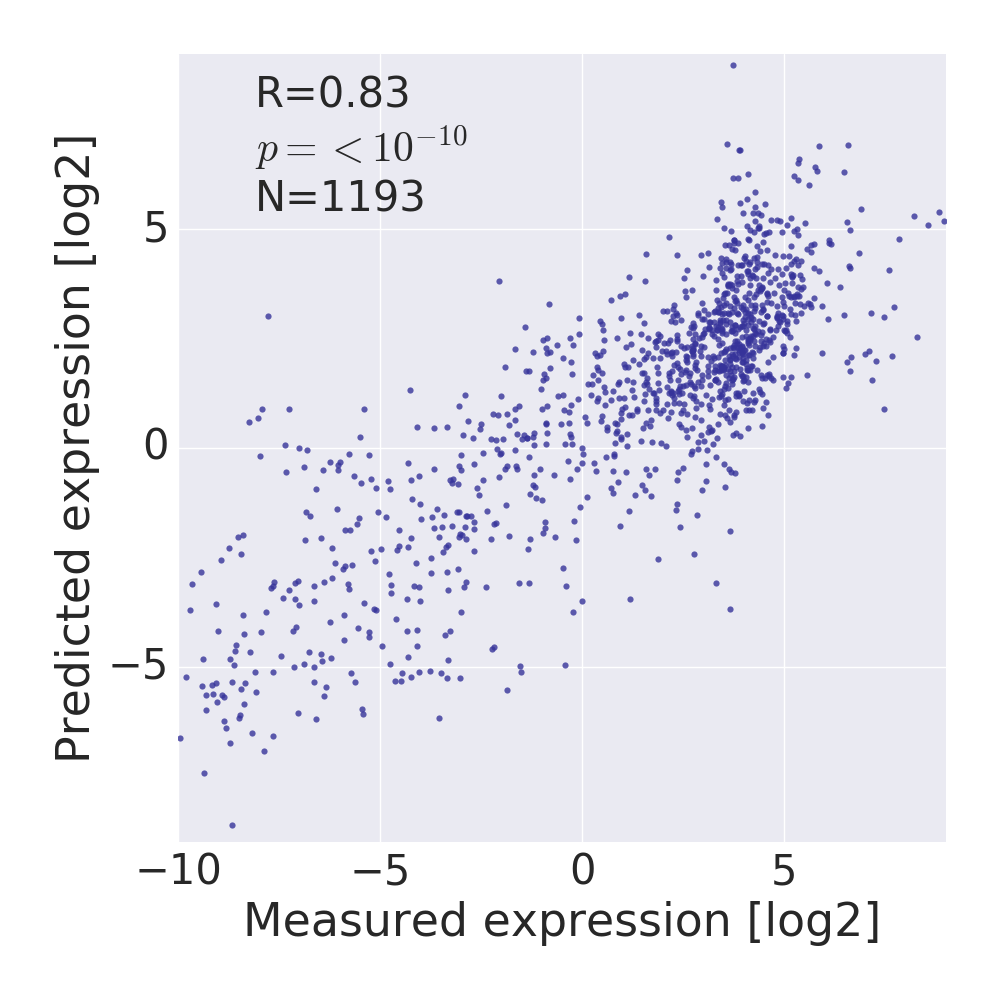 R=0.83
p = < 10⁻¹⁰
N=1193
Predicted expression [log2]
5
0
−5
−10 −5 0 5
Measured expression [log2]